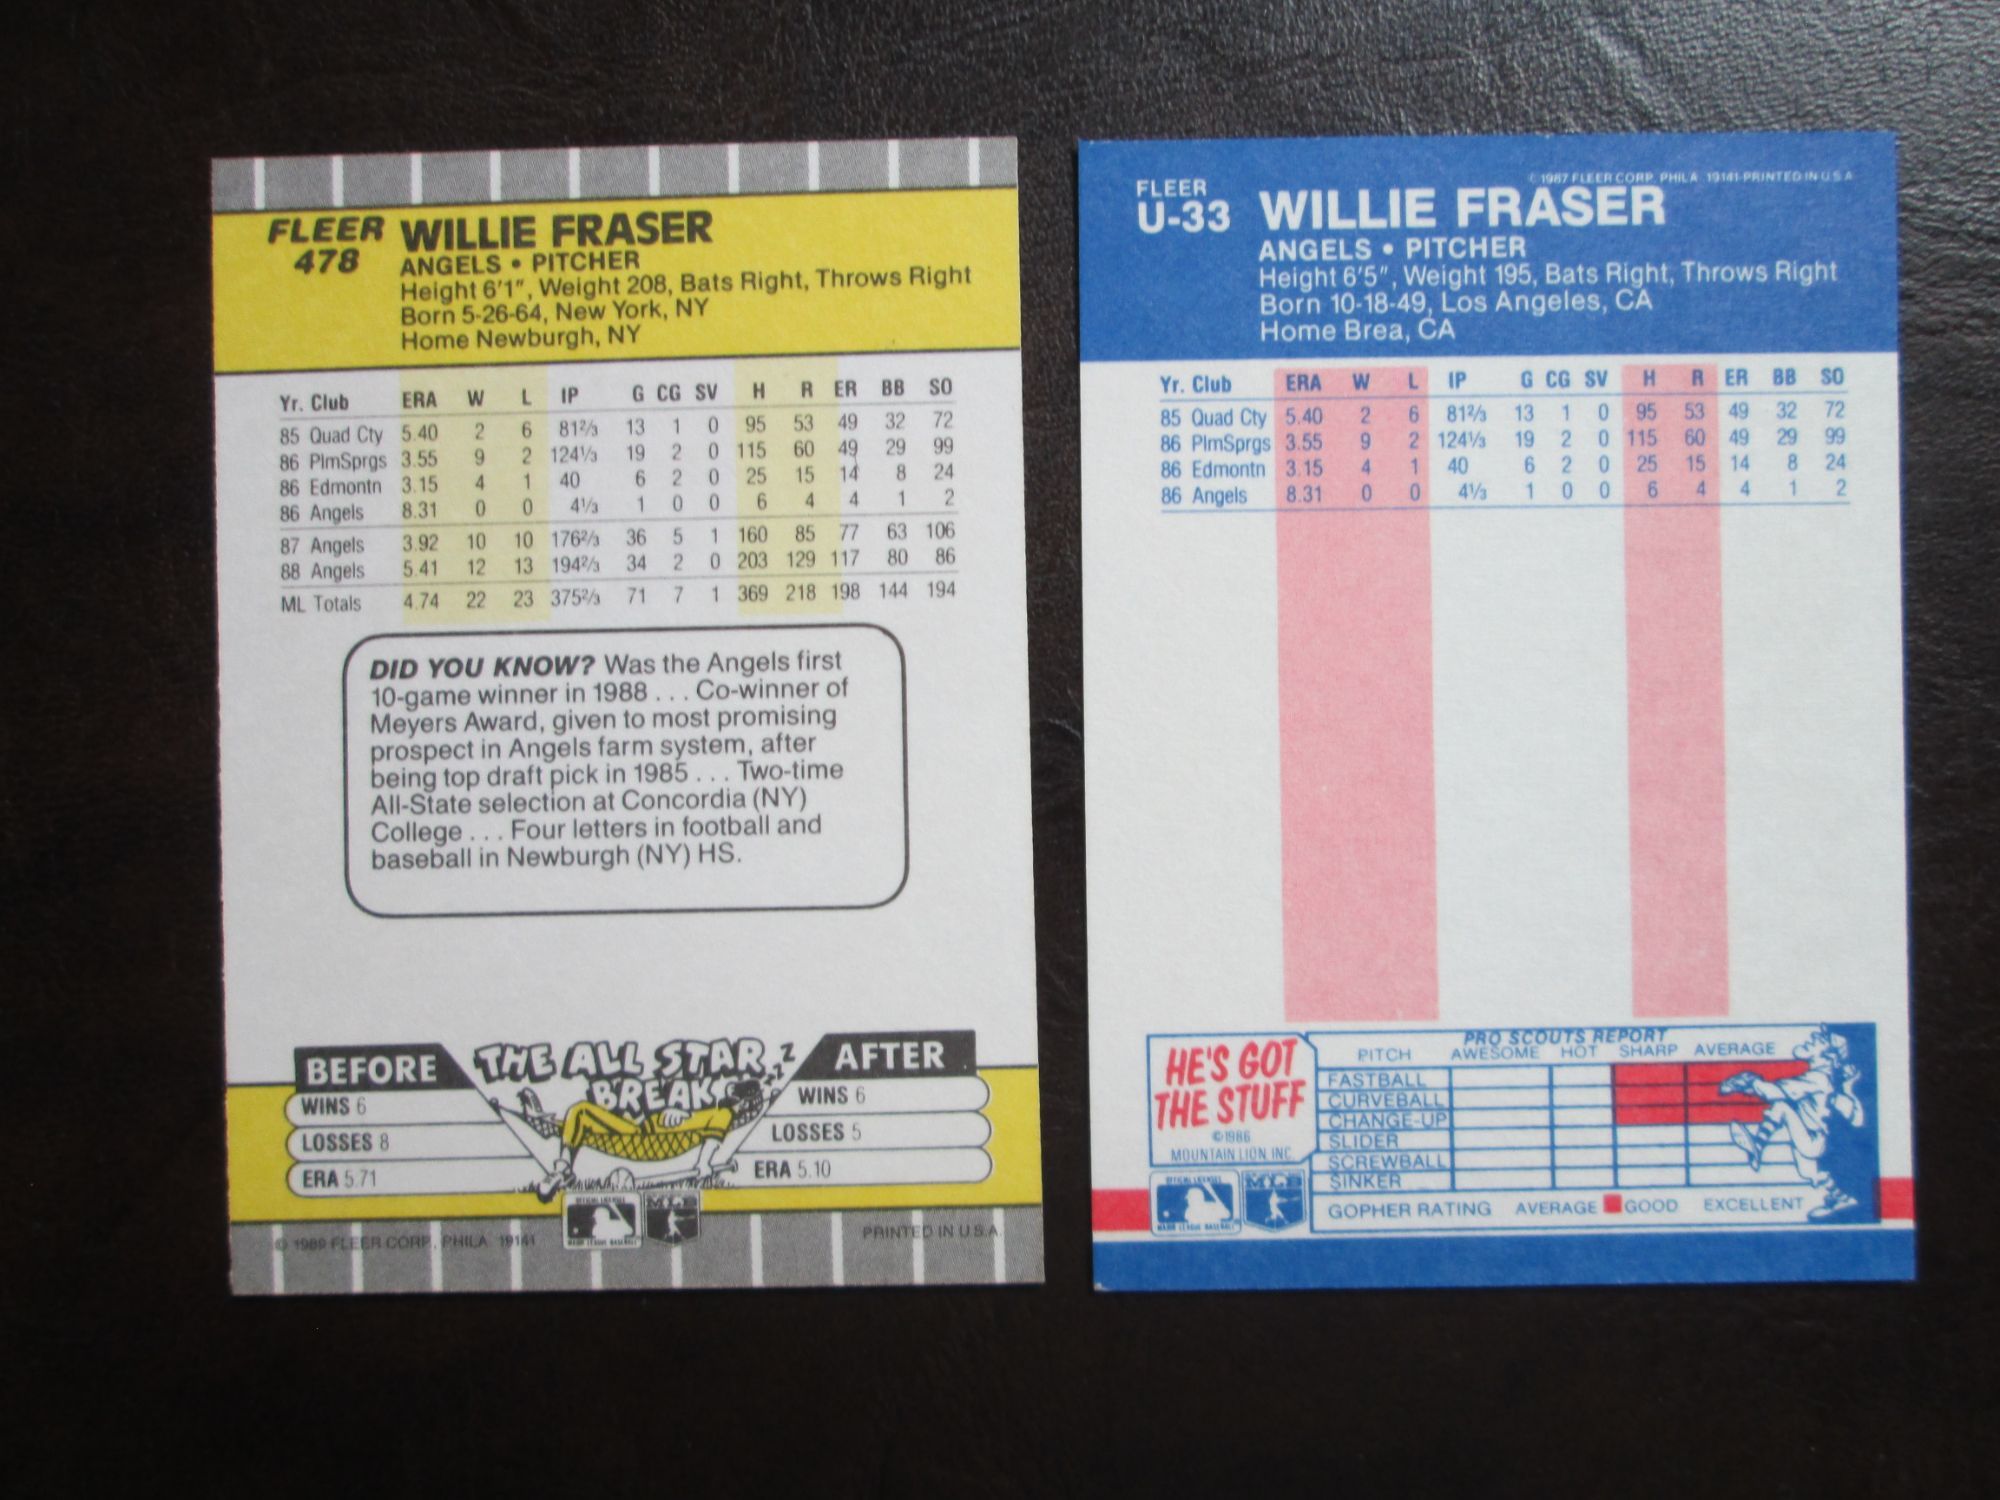 FLEER
478
WILLIE FRASER
ANGELS • PITCHER
Height 6'1", Weight 208, Bats Right, Throws Right
Born 5-26-64, New York, NY
Home Newburgh, NY
Yr. Club ERA W L IP G CG SV H R ER BB SO
85 Quad Cty 5.40 2 6 81⅔ 13 1 0 95 53 49 32 72
86 PlmSprgs 3.55 9 2 124⅓ 19 2 0 115 60 49 29 99
86 Edmontn 3.15 4 1 40 6 2 0 25 15 14 8 24
86 Angels 8.31 0 0 4⅓ 1 0 0 6 4 4 1 2
87 Angels 3.92 10 10 176⅔ 36 5 1 160 85 77 63 106
88 Angels 5.41 12 13 194⅔ 34 2 0 203 129 117 80 86
ML Totals 4.74 22 23 375⅔ 71 7 1 369 218 198 144 194
DID YOU KNOW? Was the Angels first
10-game winner in 1988 . . . Co-winner of
Meyers Award, given to most promising
prospect in Angels farm system, after
being top draft pick in 1985 . . . Two-time
All-State selection at Concordia (NY)
College . . . Four letters in football and
baseball in Newburgh (NY) HS.
BEFORE
WINS 6
LOSSES 8
ERA 5.71
THE ALL STAR
BREAK
Z Z Z
AFTER
WINS 6
LOSSES 5
ERA 5.10
MLB
© 1989 FLEER CORP., PHILA. 19141
PRINTED IN U.S.A.
© 1987 FLEER CORP. PHILA. 19141-PRINTED IN U S A
FLEER
U-33
WILLIE FRASER
ANGELS • PITCHER
Height 6'5", Weight 195, Bats Right, Throws Right
Born 10-18-49, Los Angeles, CA
Home Brea, CA
Yr. Club ERA W L IP G CG SV H R ER BB SO
85 Quad Cty 5.40 2 6 81⅔ 13 1 0 95 53 49 32 72
86 PlmSprgs 3.55 9 2 124⅓ 19 2 0 115 60 49 29 99
86 Edmontn 3.15 4 1 40 6 2 0 25 15 14 8 24
86 Angels 8.31 0 0 4⅓ 1 0 0 6 4 4 1 2
HE'S GOT
THE STUFF
©1986
MOUNTAIN LION INC.
MLB
PRO SCOUTS REPORT
PITCH AWESOME HOT SHARP AVERAGE
FASTBALL
CURVEBALL
CHANGE-UP
SLIDER
SCREWBALL
SINKER
GOPHER RATING AVERAGE GOOD EXCELLENT